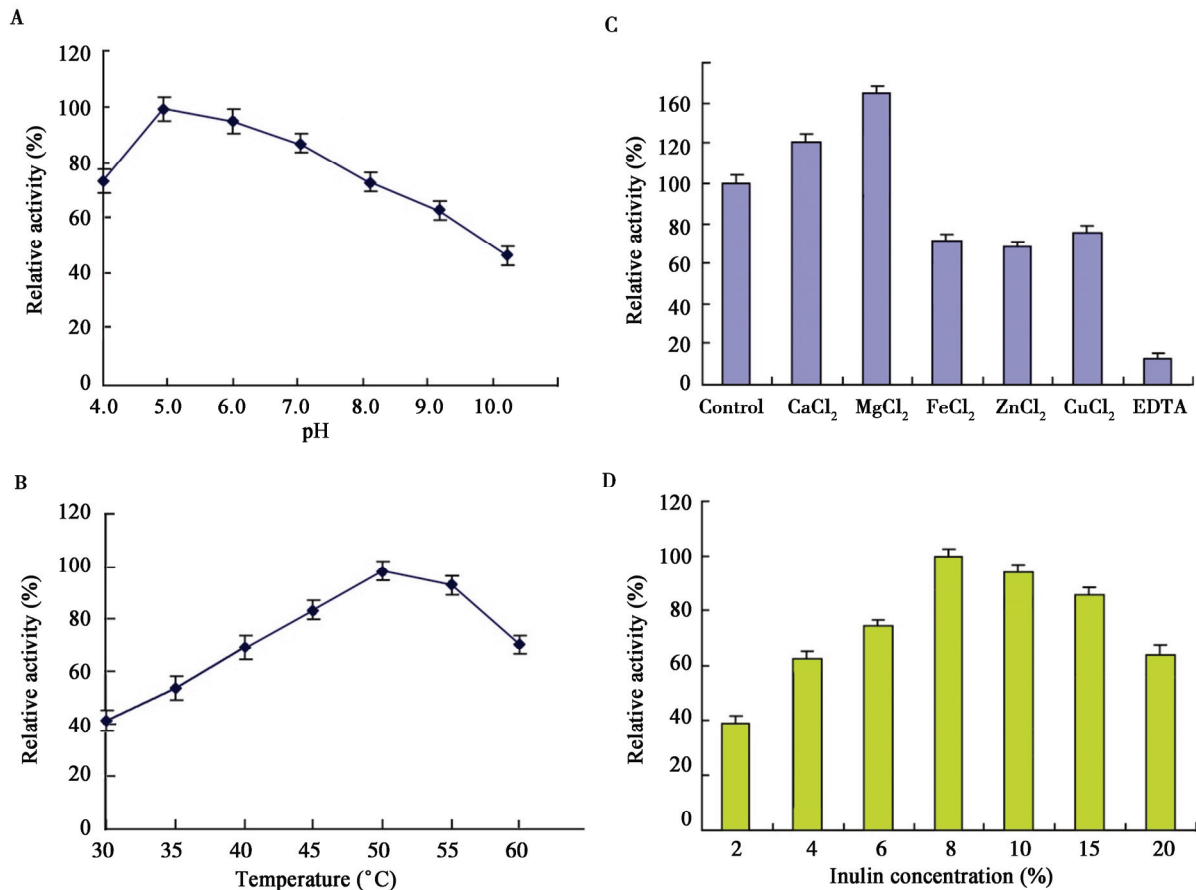 A
120
100
80
60
40
20
0
Relative activity (%)
4.0 5.0 6.0 7.0 8.0 9.0 10.0
pH
C
160
120
100
80
60
40
20
0
Relative activity (%)
Control CaCl₂ MgCl₂ FeCl₂ ZnCl₂ CuCl₂ EDTA
B
120
100
80
60
40
20
0
Relative activity (%)
30 35 40 45 50 55 60
Temperature (°C)
D
120
100
80
60
40
20
0
Relative activity (%)
2 4 6 8 10 15 20
Inulin concentration (%)